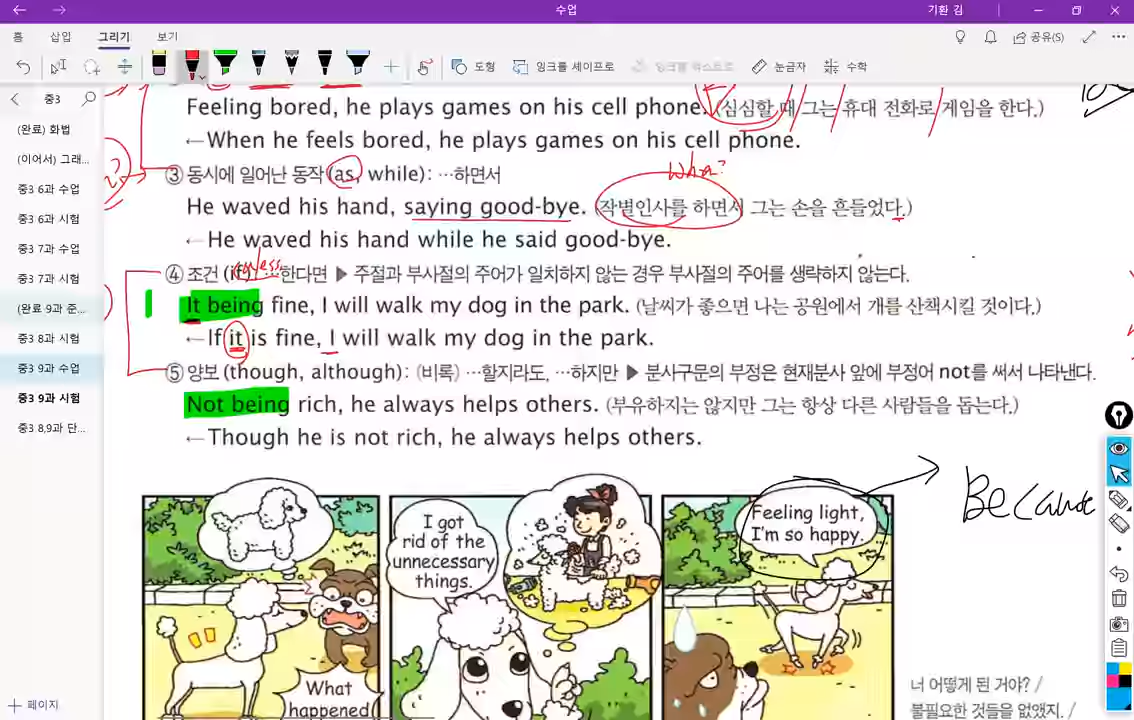 수업
기환 김
홈 삽입 그리기 보기
공유(S)
도형 잉크를 셰이프로 잉크를 텍스트로 눈금자 수학
중3
(완료) 화법
(이어서) 그래...
중3 6과 수업
중3 6과 시험
중3 7과 수업
중3 7과 시험
(완료 9과 준...
중3 8과 시험
중3 9과 수업
중3 9과 시험
중3 8,9과 단...
페이지
Feeling bored, he plays games on his cell phone. (심심할 때 그는 휴대 전화로 게임을 한다.)
←When he feels bored, he plays games on his cell phone.
③ 동시에 일어난 동작 (as, while): …하면서
He waved his hand, saying good-bye. (작별인사를 하면서 그는 손을 흔들었다.)
←He waved his hand while he said good-bye.
④ 조건 (if 한다면 ▶ 주절과 부사절의 주어가 일치하지 않는 경우 부사절의 주어를 생략하지 않는다.
It being fine, I will walk my dog in the park. (날씨가 좋으면 나는 공원에서 개를 산책시킬 것이다.)
←If it is fine, I will walk my dog in the park.
⑤ 양보 (though, although): (비록) …할지라도, …하지만 ▶ 분사구문의 부정은 현재분사 앞에 부정어 not를 써서 나타낸다.
Not being rich, he always helps others. (부유하지는 않지만 그는 항상 다른 사람들을 돕는다.)
←Though he is not rich, he always helps others.
What
happened
I got
rid of the
unnecessary
things.
Feeling light,
I'm so happy.
너 어떻게 된 거야? /
불필요한 것들을 없앴지. /